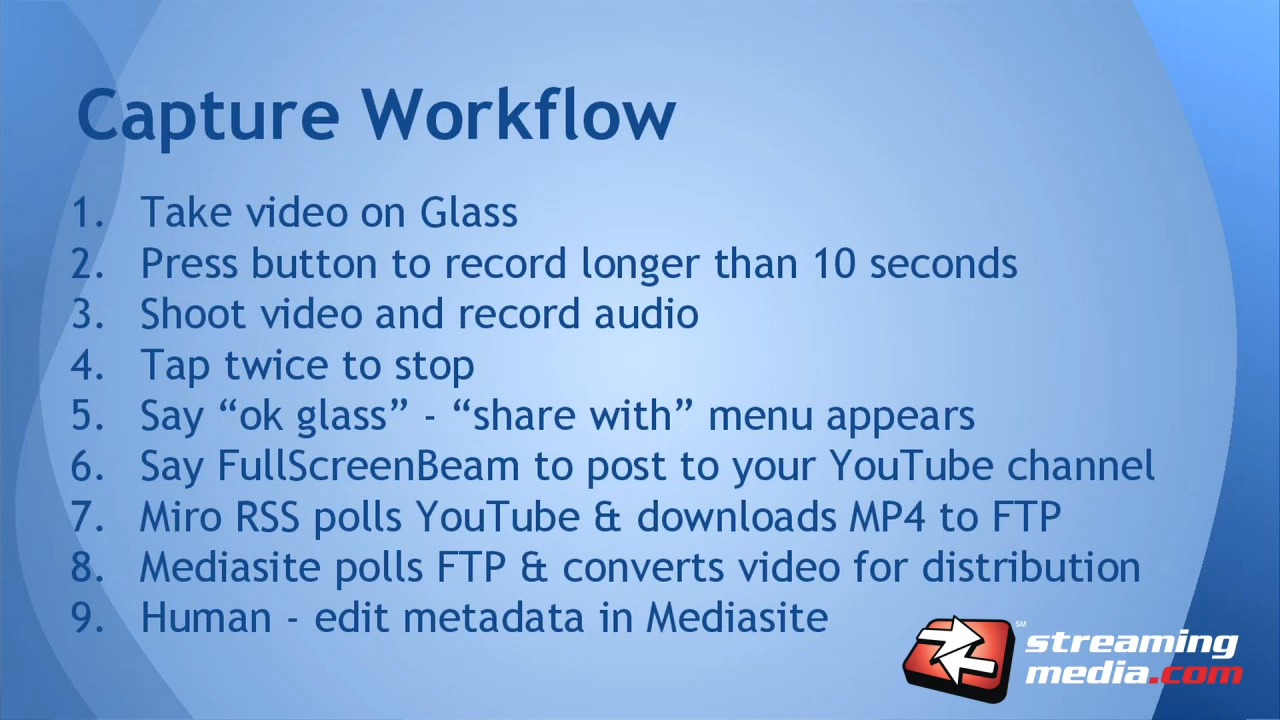 Capture Workflow
1. Take video on Glass
2. Press button to record longer than 10 seconds
3. Shoot video and record audio
4. Tap twice to stop
5. Say “ok glass” - “share with” menu appears
6. Say FullScreenBeam to post to your YouTube channel
7. Miro RSS polls YouTube & downloads MP4 to FTP
8. Mediasite polls FTP & converts video for distribution
9. Human - edit metadata in Mediasite
SM
streaming
media.com